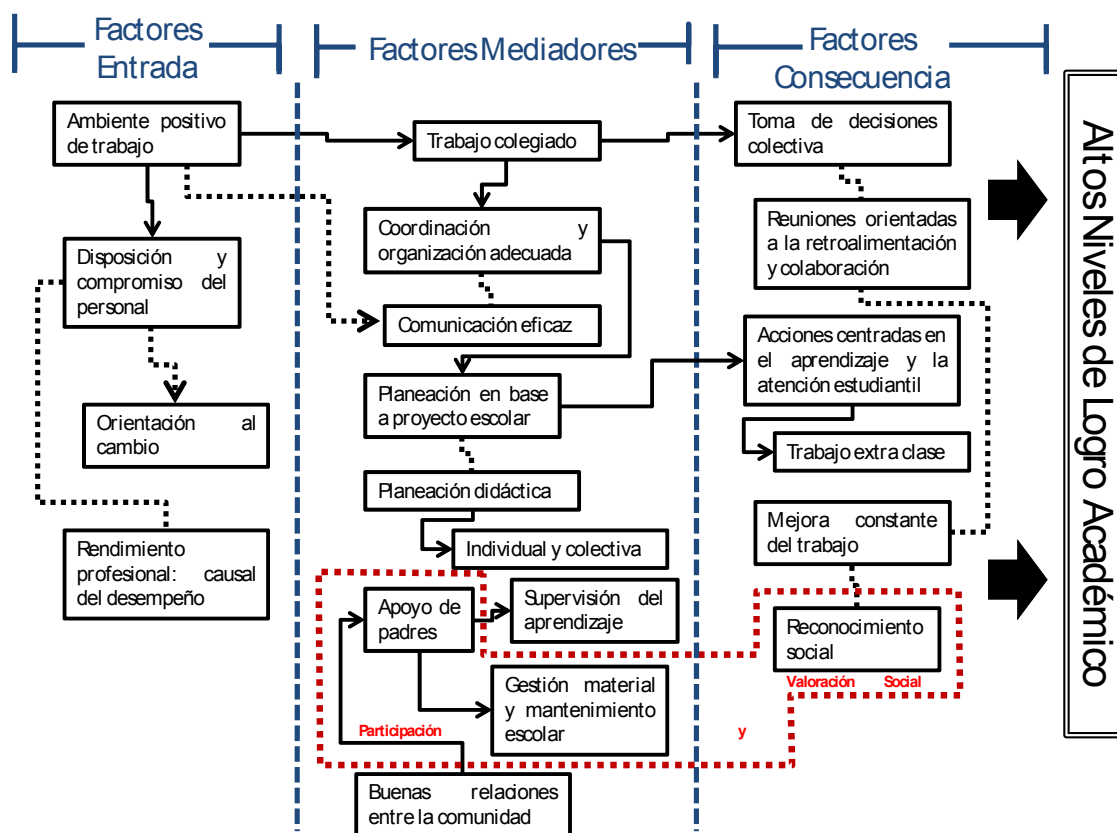 Factores
Entrada
Factores Mediadores
Factores
Consecuencia
Ambiente positivo
de trabajo
Disposición y
compromiso del
personal
Orientación al
cambio
Rendimiento
profesional: causal
del desempeño
Trabajo colegiado
Coordinación y
organización adecuada
Comunicación eficaz
Planeación en base
a proyecto escolar
Planeación didáctica
Individual y colectiva
Apoyo de
padres
Supervisión del
aprendizaje
Gestión material
y mantenimiento
escolar
Participación
Buenas relaciones
entre la comunidad
Toma de decisiones
colectiva
Reuniones orientadas
a la retroalimentación
y colaboración
Acciones centradas en
el aprendizaje y la
atención estudiantil
Trabajo extra clase
Mejora constante
del trabajo
Reconocimiento
social
Valoración Social
y
Altos Niveles de Logro Académico